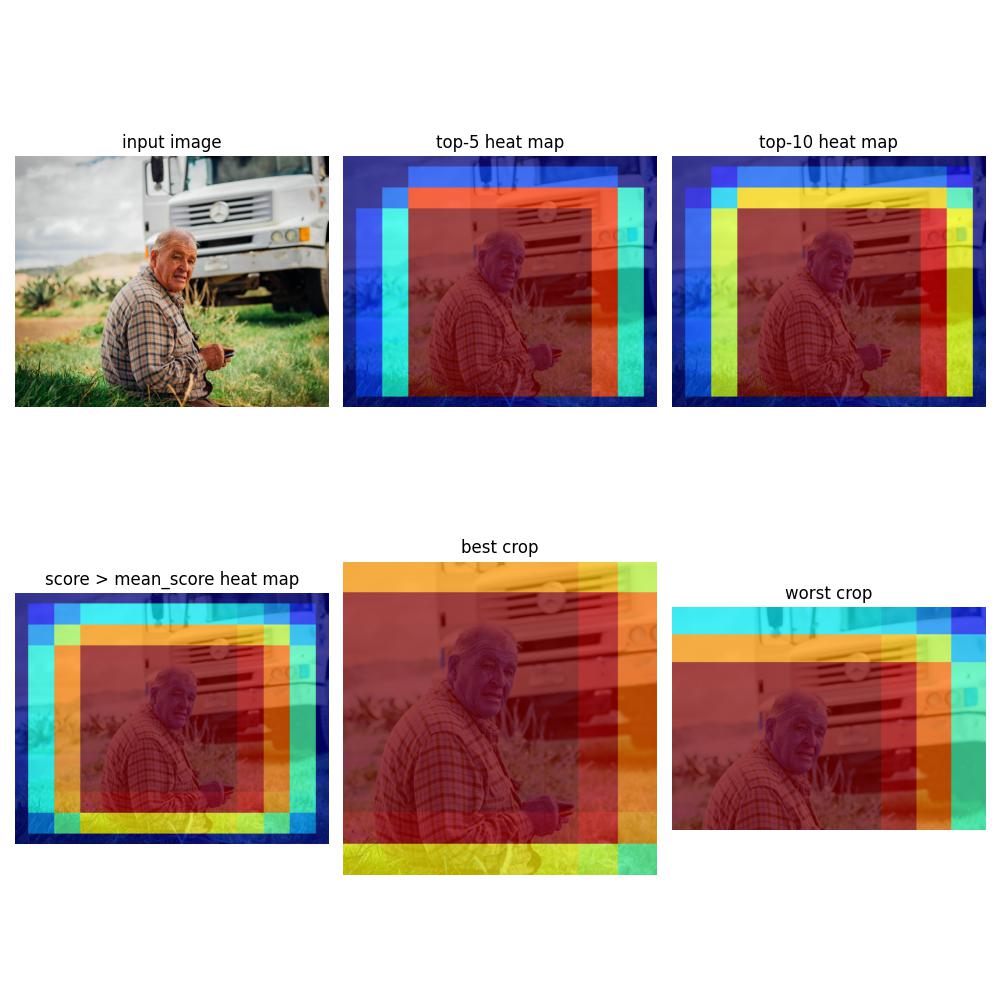 input image
top-5 heat map
top-10 heat map
score > mean_score heat map
best crop
worst crop